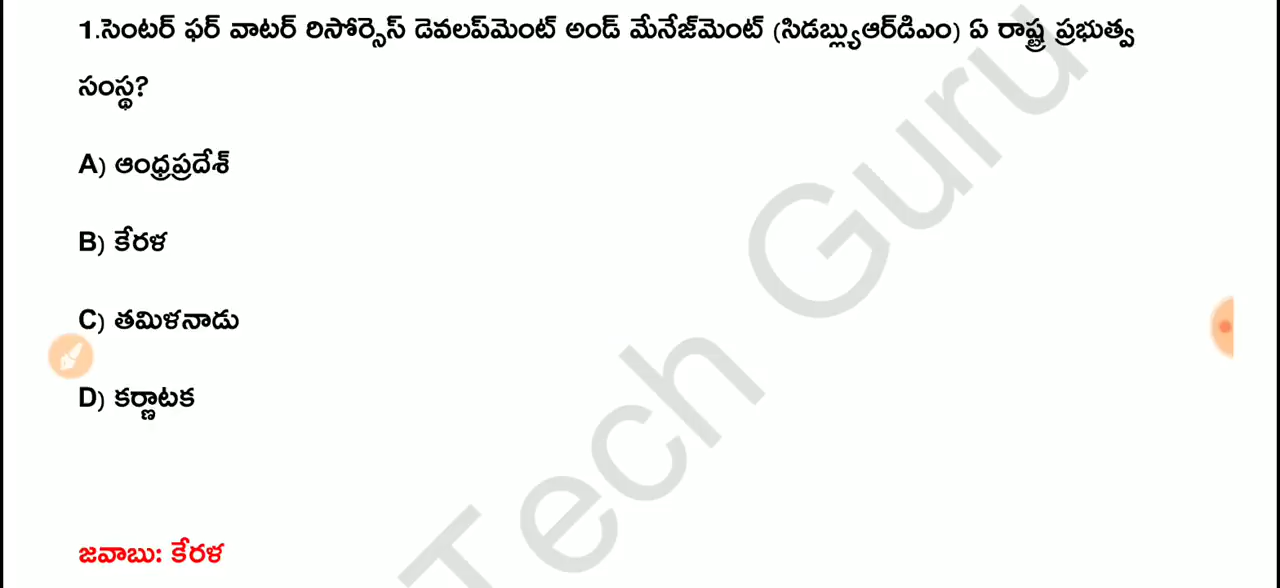 1.సెంటర్ ఫర్ వాటర్ రిసోర్సెస్ డెవలప్‌మెంట్ అండ్ మేనేజ్‌మెంట్ (సిడబ్ల్యుఆర్‌డిఎం) ఏ రాష్ట్ర ప్రభుత్వ
సంస్థ?
A) ఆంధ్రప్రదేశ్
B) కేరళ
C) తమిళనాడు
D) కర్ణాటక
జవాబు: కేరళ
Tech Guru